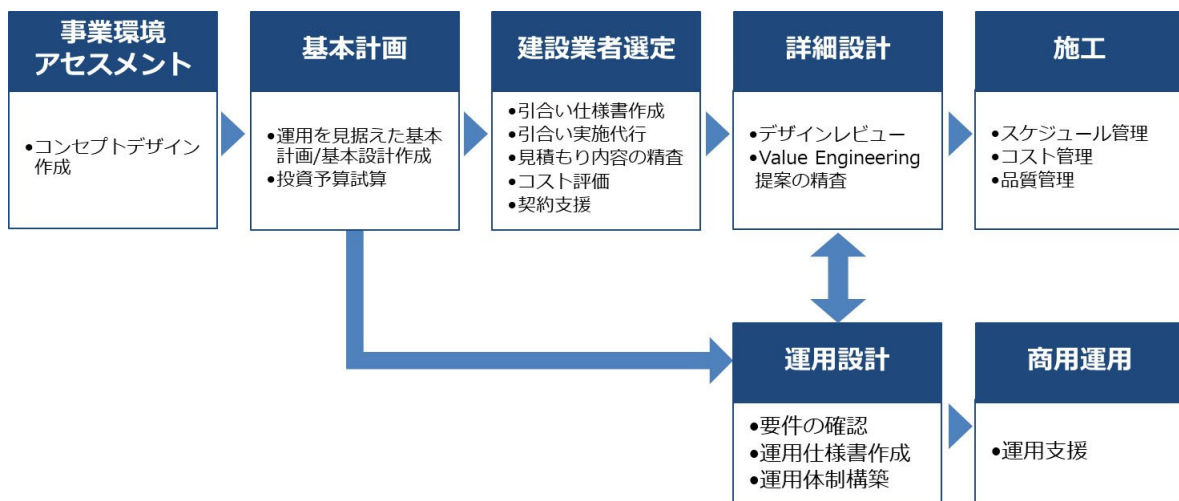 事業環境
アセスメント
•コンセプトデザイン
作成
基本計画
•運用を見据えた基本
計画/基本設計作成
•投資予算試算
建設業者選定
•引合い仕様書作成
•引合い実施代行
•見積もり内容の精査
•コスト評価
•契約支援
詳細設計
•デザインレビュー
•Value Engineering
提案の精査
施工
•スケジュール管理
•コスト管理
•品質管理
運用設計
•要件の確認
•運用仕様書作成
•運用体制構築
商用運用
•運用支援